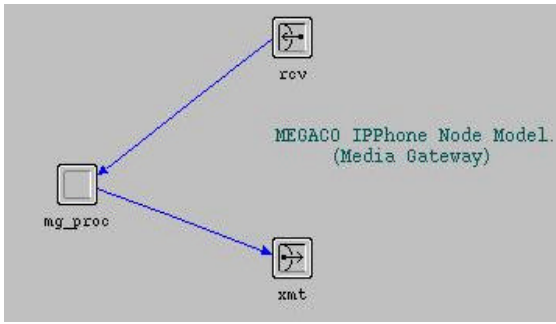 rcv
MEGACO IPPhone Node Model.
(Media Gateway)
mg_proc
xmt